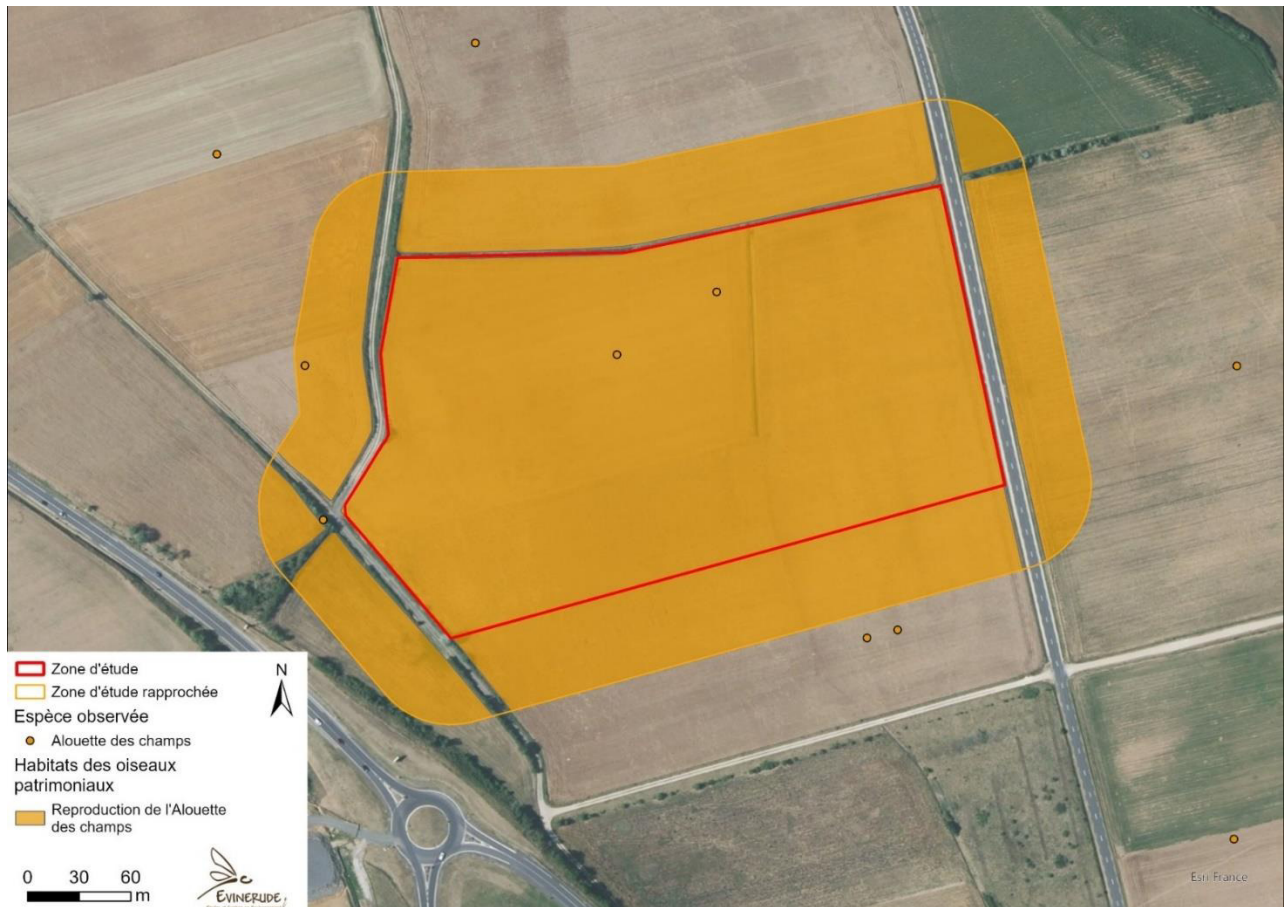 Zone d'étude
Zone d'étude rapprochée
Espèce observée
Alouette des champs
Habitats des oiseaux
patrimoniaux
Reproduction de l'Alouette
des champs
N
0 30 60
m
EVINERUDE
Esri France